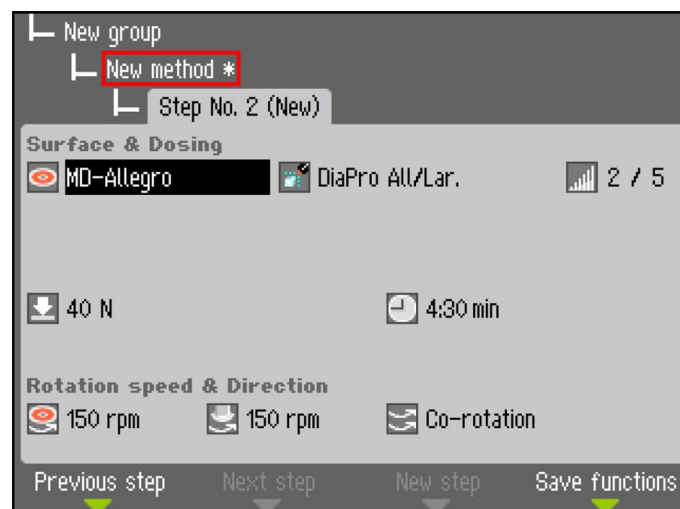 New group
New method *
Step No. 2 (New)
Surface & Dosing
MD-Allegro DiaPro All/Lar. 2 / 5
40 N 4:30 min
Rotation speed & Direction
150 rpm 150 rpm Co-rotation
Previous step Next step New step Save functions